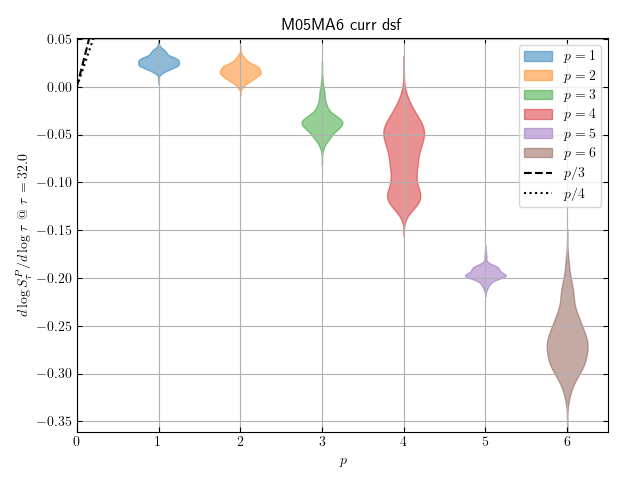 M05MA6 curr dsf
0.05
0.00
−0.05
−0.10
−0.15
−0.20
−0.25
−0.30
−0.35
d log S_τ^P / d log τ @ τ = 32.0
0 1 2 3 4 5 6
p
p = 1
p = 2
p = 3
p = 4
p = 5
p = 6
p/3
p/4